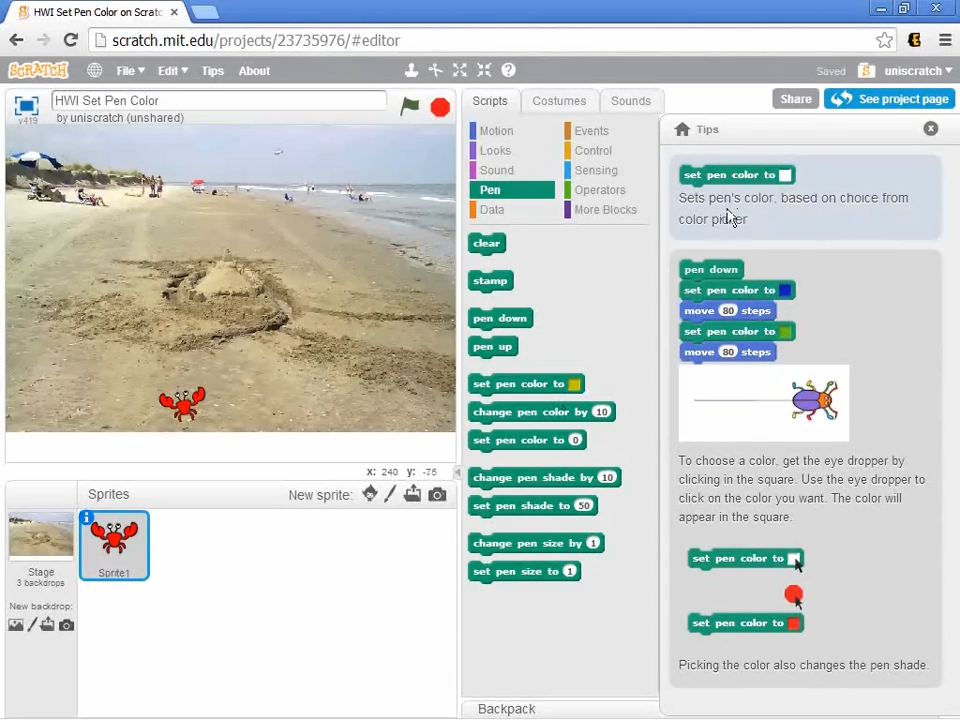 HWI Set Pen Color on Scratc
scratch.mit.edu/projects/23735976/#editor
SCRATCH
File
Edit
Tips
About
Saved
uniscratch
HWI Set Pen Color
by uniscratch (unshared)
v419
Scripts
Costumes
Sounds
Share
See project page
Motion
Events
Looks
Control
Sound
Sensing
Pen
Operators
Data
More Blocks
clear
stamp
pen down
pen up
set pen color to
change pen color by 10
set pen color to 0
change pen shade by 10
set pen shade to 50
change pen size by 1
set pen size to 1
Tips
set pen color to
Sets pen's color, based on choice from
color picker
pen down
set pen color to
move 80 steps
set pen color to
move 80 steps
To choose a color, get the eye dropper by
clicking in the square. Use the eye dropper to
click on the color you want. The color will
appear in the square.
set pen color to
set pen color to
Picking the color also changes the pen shade.
x: 240 y: -75
Sprites
New sprite:
Stage
3 backdrops
New backdrop:
Sprite1
Backpack